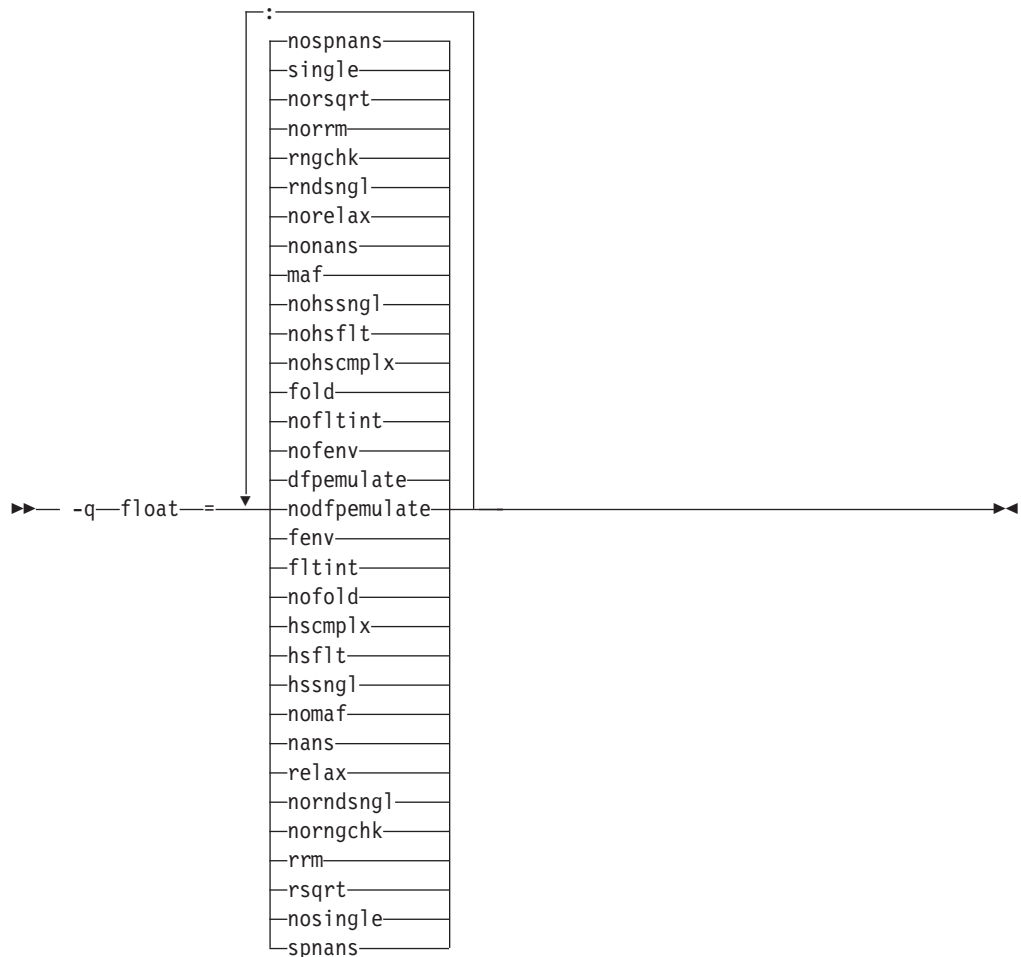 :
nospnans
single
norsqrt
norrm
rngchk
rndsngl
norelax
nonans
maf
nohssngl
nohsflt
nohscmplx
fold
nofltint
nofenv
dfpemulate
-q float = nodfpemulate
fenv
fltint
nofold
hscmplx
hsflt
hssngl
nomaf
nans
relax
norndsngl
norngchk
rrm
rsqrt
nosingle
spnans